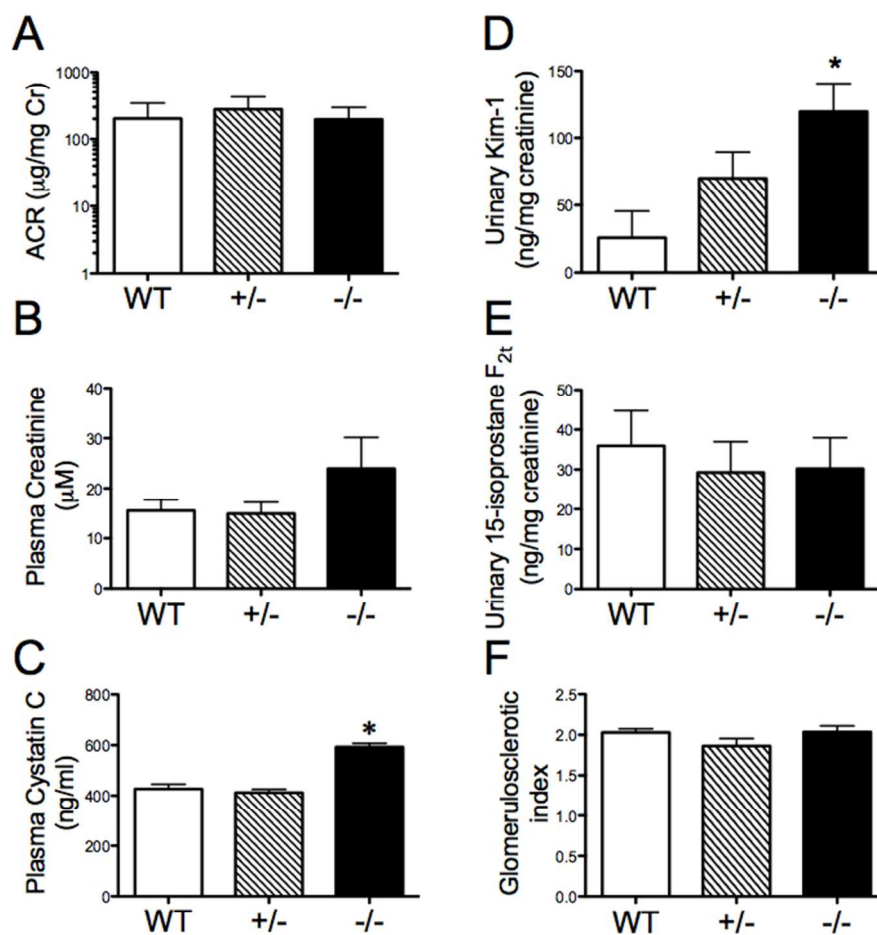 A
ACR (µg/mg Cr)
1000
100
10
1
WT +/- -/-
B
Plasma Creatinine
(µM)
40
30
20
10
0
WT +/- -/-
C
Plasma Cystatin C
(ng/ml)
800
600
400
200
0
*
WT +/- -/-
D
Urinary Kim-1
(ng/mg creatinine)
150
100
50
0
*
WT +/- -/-
E
Urinary 15-isoprostane F2t
(ng/mg creatinine)
50
40
30
20
10
0
WT +/- -/-
F
Glomerulosclerotic
index
2.5
2.0
1.5
1.0
0.5
0.0
WT +/- -/-